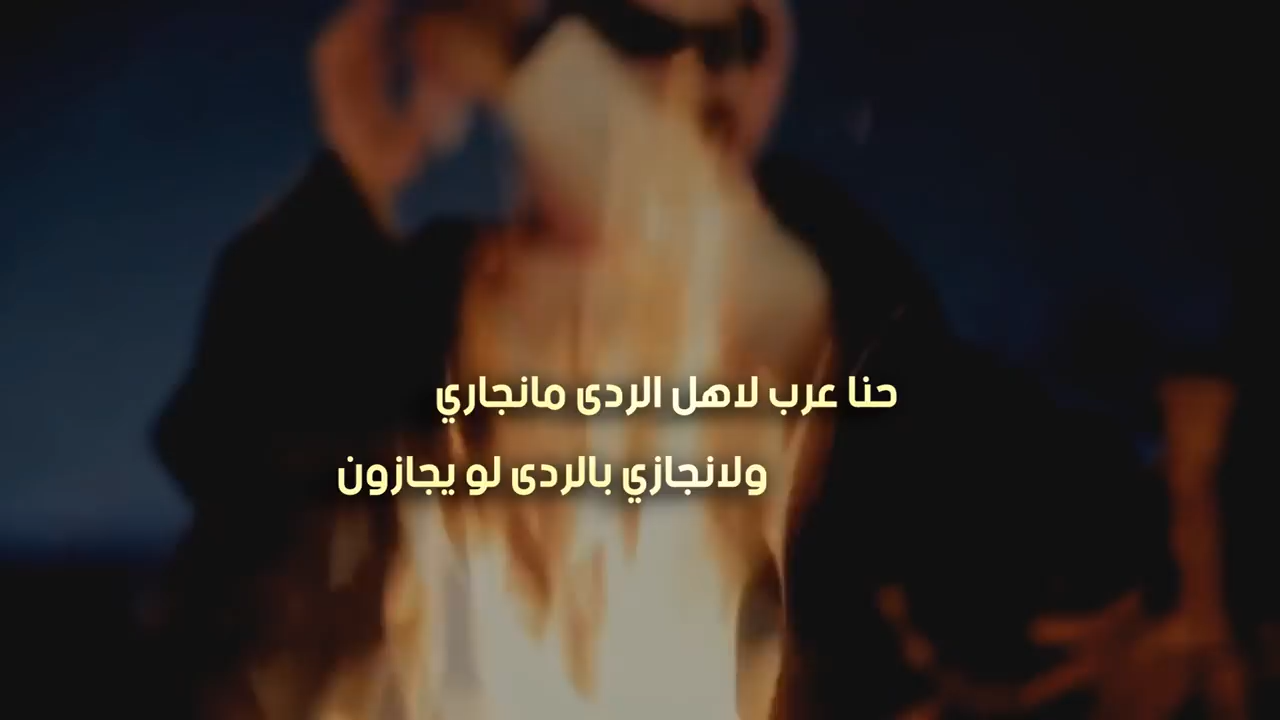 حنا عرب لاهل الردى مانجاري
ولانجازي بالردى لو يجازون